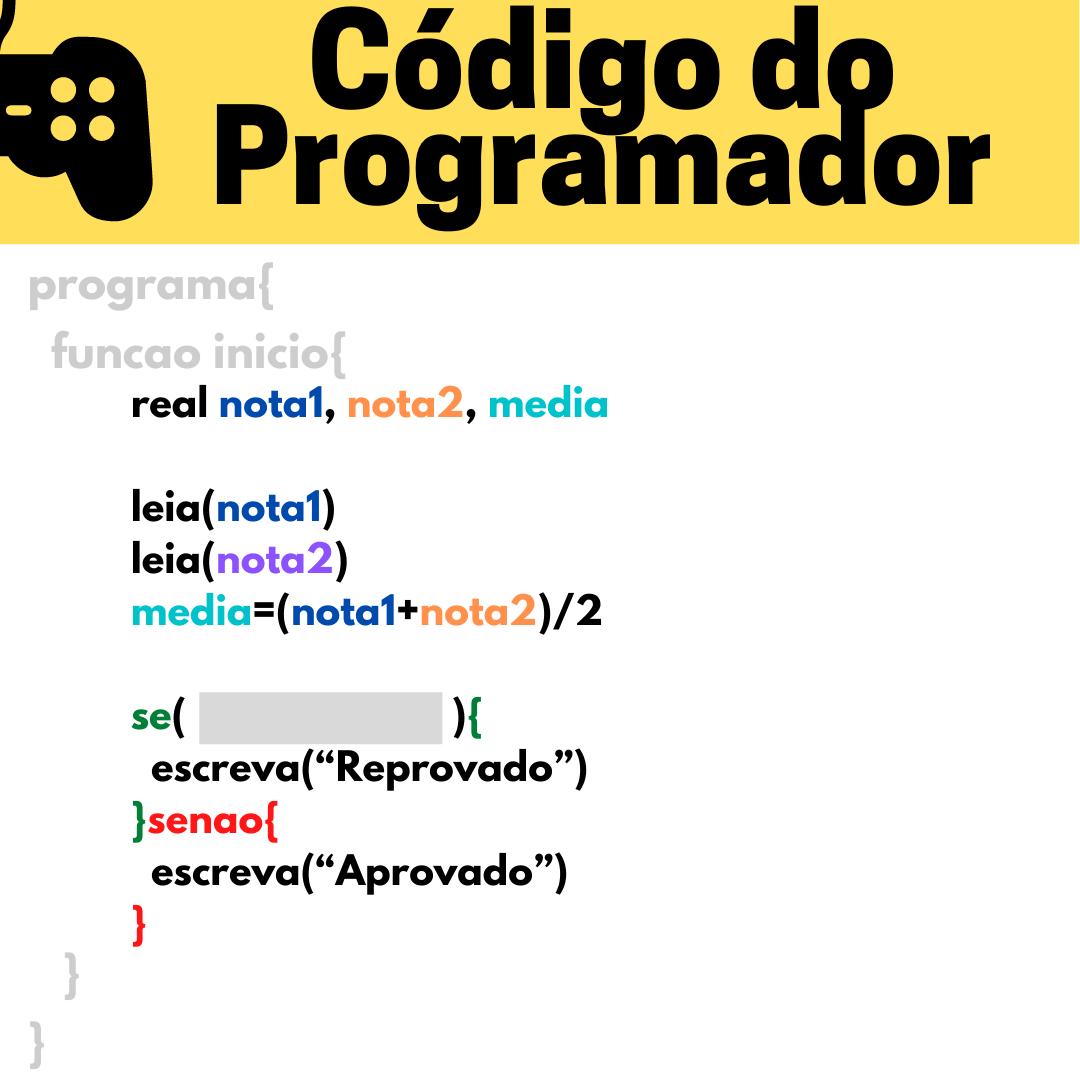 Código do
Programador
programa{
funcao inicio{
real nota1, nota2, media
leia(nota1)
leia(nota2)
media=(nota1+nota2)/2
se( ){
escreva(“Reprovado”)
}senao{
escreva(“Aprovado”)
}
}
}